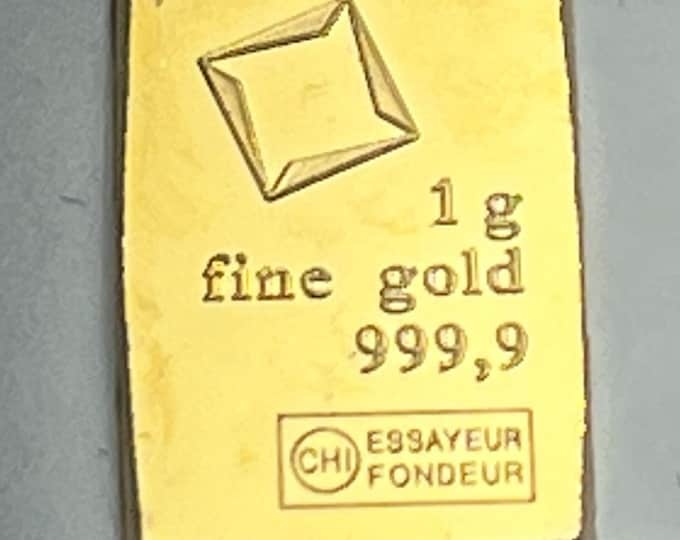 1 g
fine gold
999,9
CHI ESSAYEUR
FONDEUR